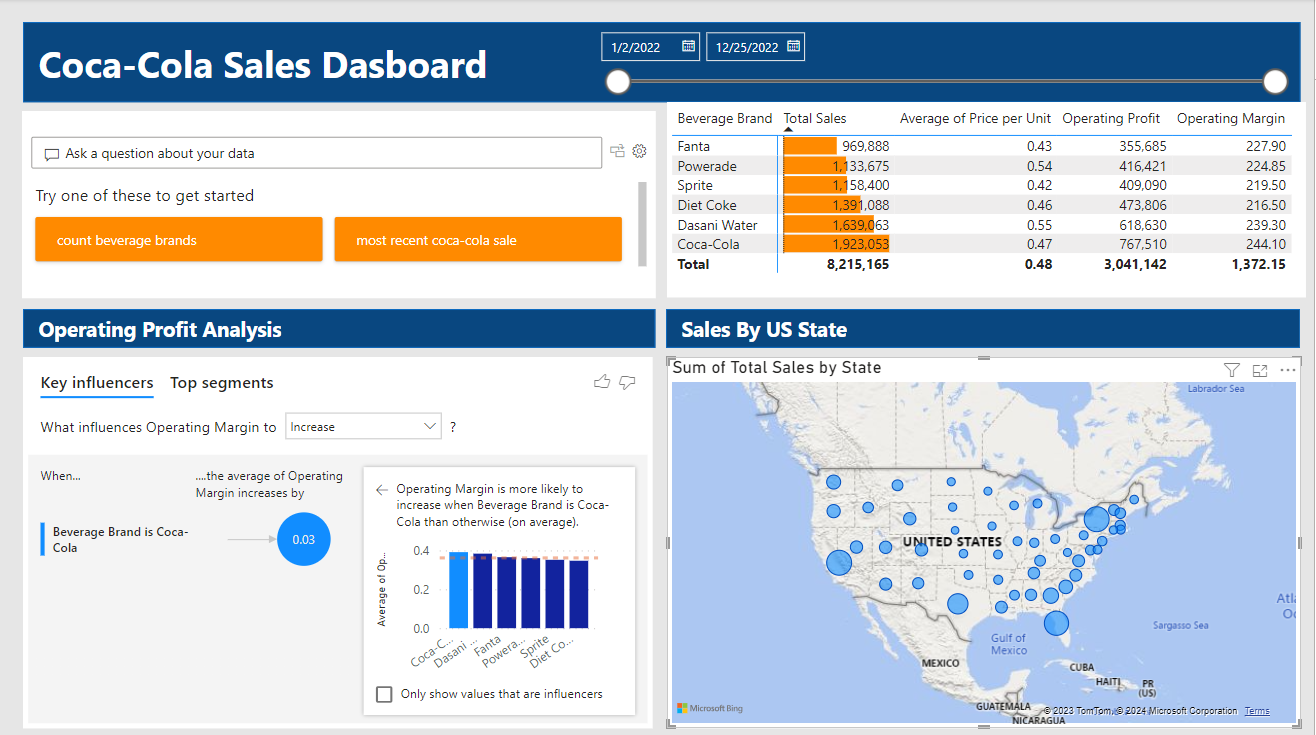 Coca-Cola Sales Dasboard
1/2/2022
12/25/2022
Ask a question about your data
Try one of these to get started
count beverage brands
most recent coca-cola sale
Beverage Brand Total Sales Average of Price per Unit Operating Profit Operating Margin
Fanta 969,888 0.43 355,685 227.90
Powerade 1,133,675 0.54 416,421 224.85
Sprite 1,158,400 0.42 409,090 219.50
Diet Coke 1,391,088 0.46 473,806 216.50
Dasani Water 1,639,063 0.55 618,630 239.30
Coca-Cola 1,923,053 0.47 767,510 244.10
Total 8,215,165 0.48 3,041,142 1,372.15
Operating Profit Analysis
Key influencers Top segments
What influences Operating Margin to Increase ?
When...
....the average of Operating
Margin increases by
Beverage Brand is Coca-
Cola
0.03
Operating Margin is more likely to
increase when Beverage Brand is Coca-
Cola than otherwise (on average).
Average of Op...
0.4
0.2
0.0
Coca-C...
Dasani ...
Fanta
Powera...
Sprite
Diet Co...
Only show values that are influencers
Sales By US State
Sum of Total Sales by State
Labrador Sea
UNITED STATES
Atla
Oc
Sargasso Sea
Gulf of
Mexico
MEXICO
CUBA
HAITI
PR
(US)
GUATEMALA
NICARAGUA
Microsoft Bing
© 2023 TomTom, © 2024 Microsoft Corporation Terms